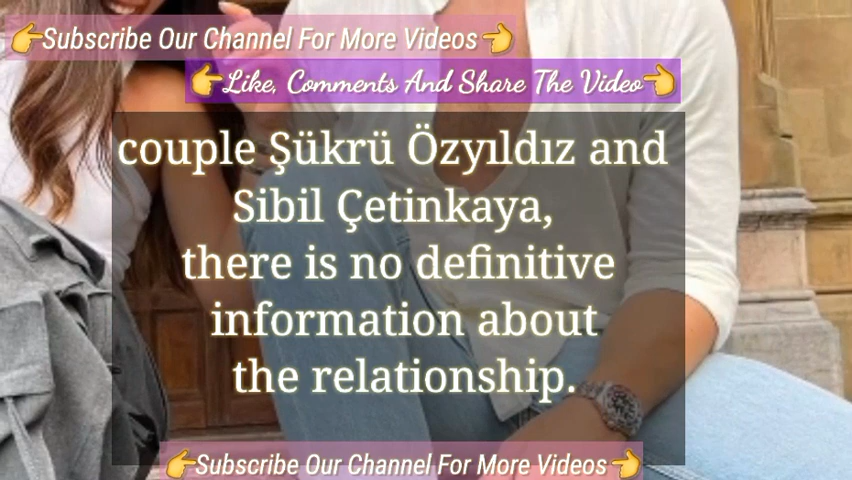 👉Subscribe Our Channel For More Videos👈
👉Like, Comments And Share The Video👈
couple Şükrü Özyıldız and
Sibil Çetinkaya,
there is no definitive
information about
the relationship.
👉Subscribe Our Channel For More Videos👈